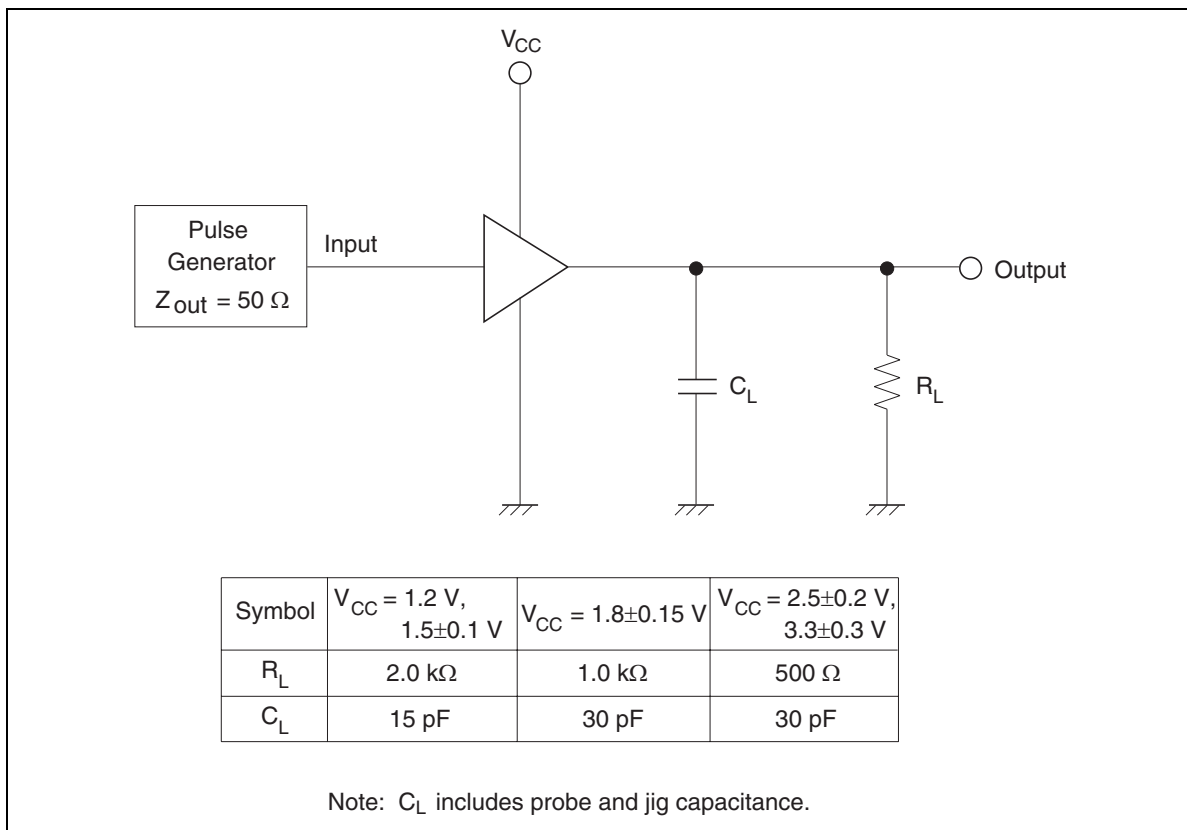 VCC
Pulse
Generator
Zout = 50 Ω
Input
Output
CL
RL
Symbol
VCC = 1.2 V,
1.5±0.1 V
VCC = 1.8±0.15 V
VCC = 2.5±0.2 V,
3.3±0.3 V
RL
2.0 kΩ
1.0 kΩ
500 Ω
CL
15 pF
30 pF
30 pF
Note: CL includes probe and jig capacitance.